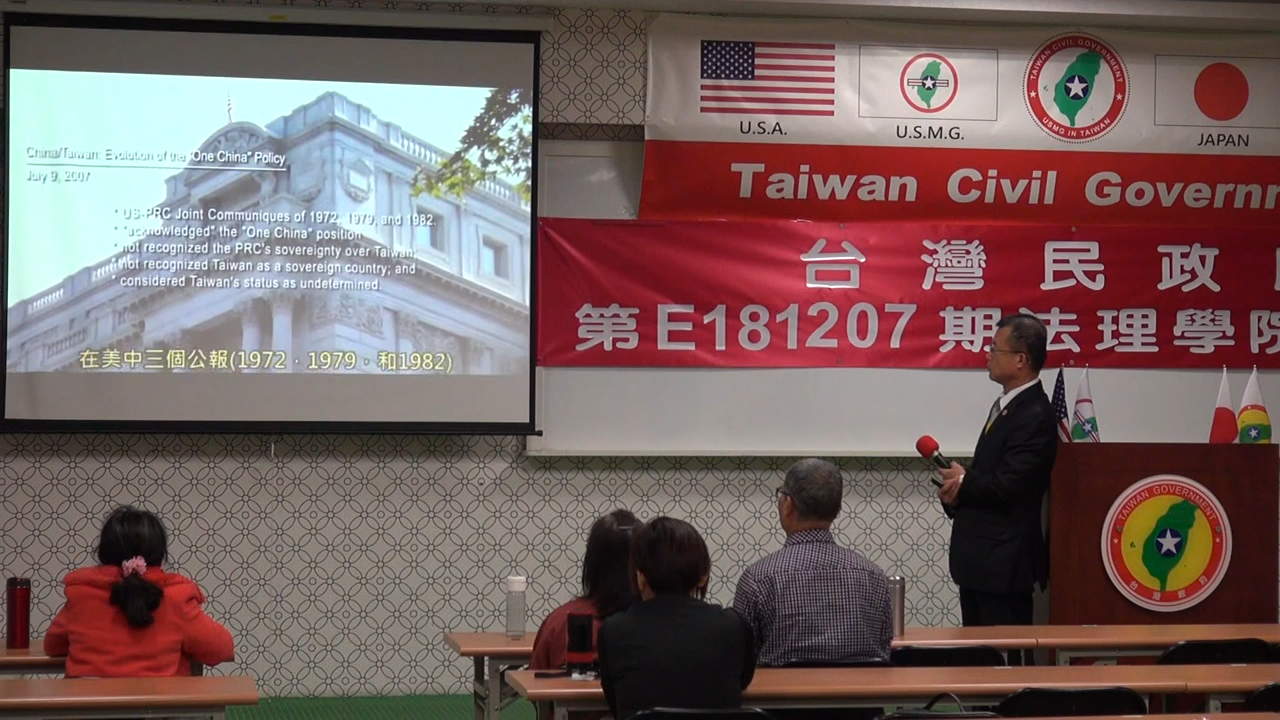 China/Taiwan: Evolution of the "One China" Policy
July 9, 2007
* US-PRC Joint Communiques of 1972, 1979, and 1982.
* "acknowledged" the "One China" position
* not recognized the PRC's sovereignty over Taiwan;
* not recognized Taiwan as a sovereign country; and
* considered Taiwan's status as undetermined.
在美中三個公報(1972．1979．和1982)
U.S.A.
U.S.M.G.
TAIWAN CIVIL GOVERNMENT
USMG IN TAIWAN
JAPAN
Taiwan Civil Governm
台灣民政
第E181207期法理學院
TAIWAN GOVERNMENT
台灣政府